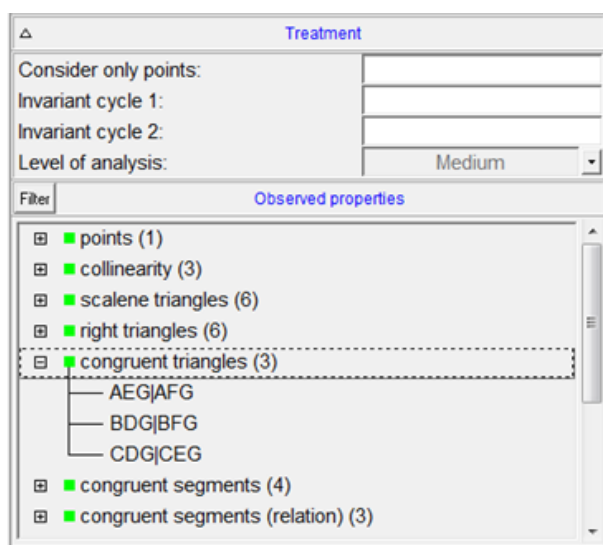 Treatment
Consider only points:
Invariant cycle 1:
Invariant cycle 2:
Level of analysis: Medium
Filter Observed properties
points (1)
collinearity (3)
scalene triangles (6)
right triangles (6)
congruent triangles (3)
AEG|AFG
BDG|BFG
CDG|CEG
congruent segments (4)
congruent segments (relation) (3)